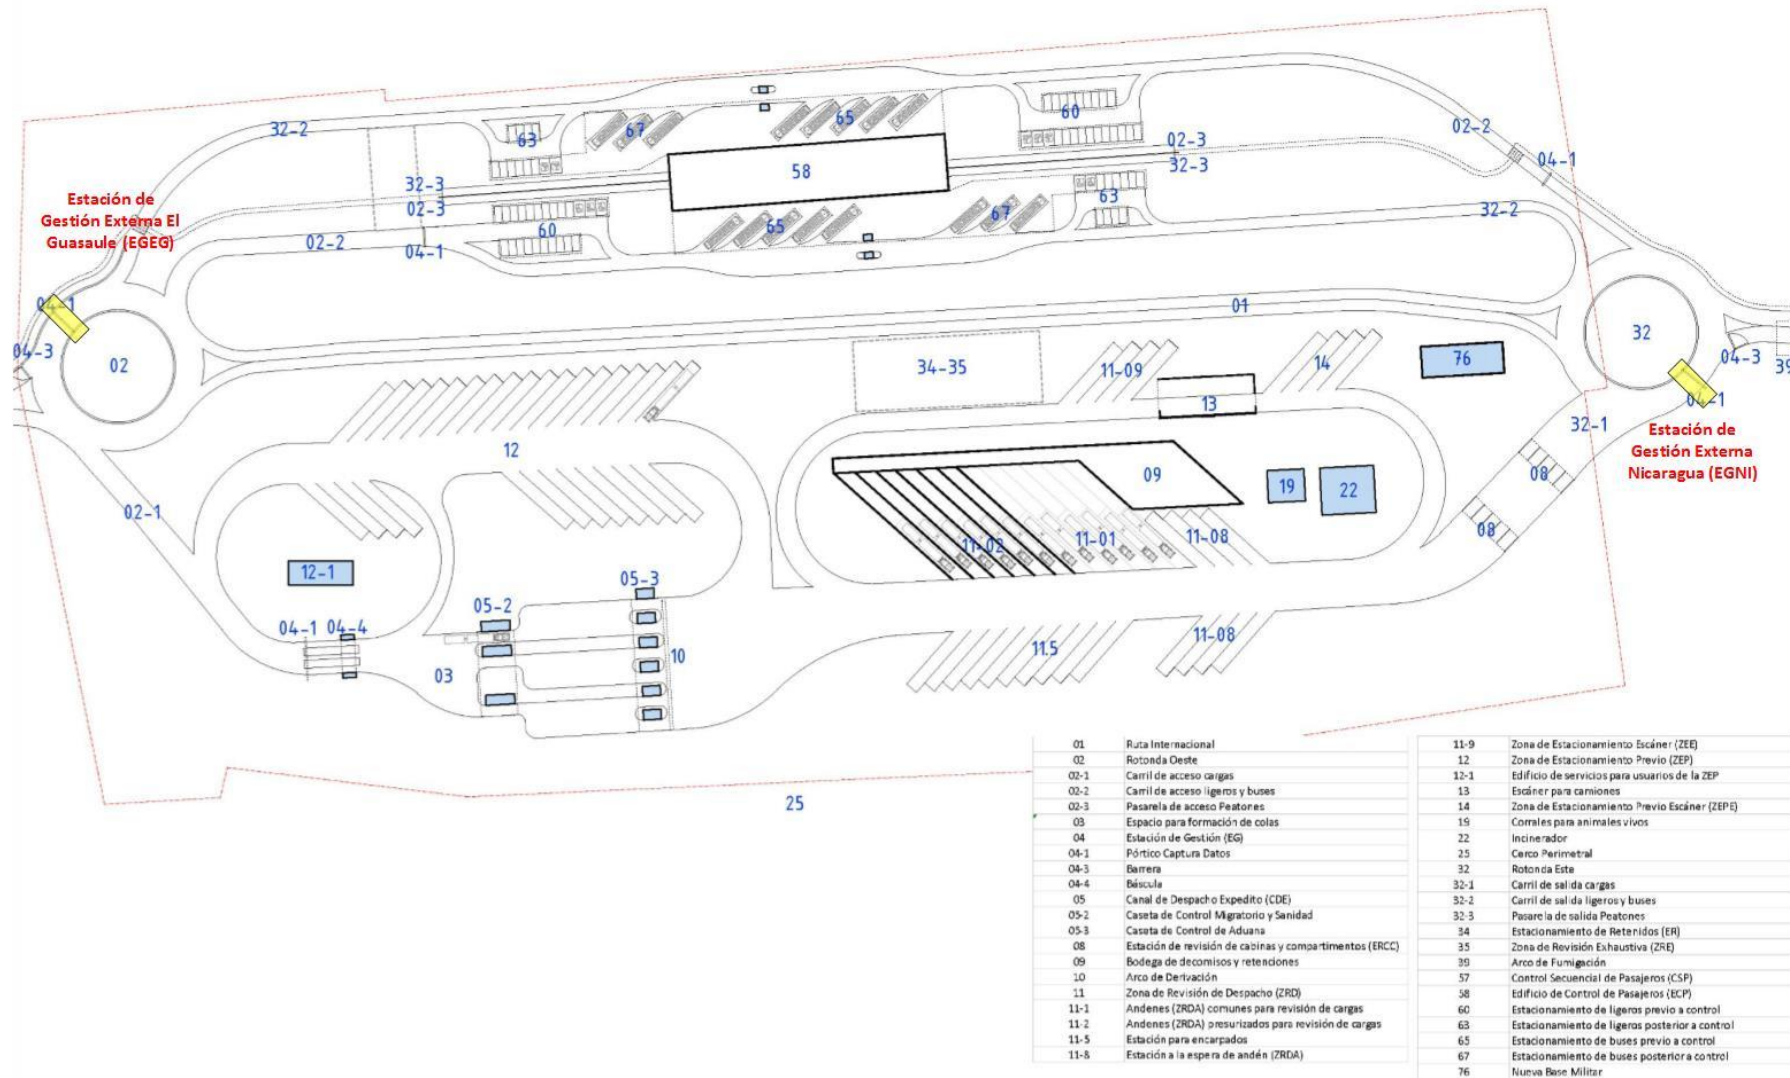 32-2
63
67
65
60
02-2
32-3
02-3
58
02-3
32-3
04-1
Estación de
Gestión Externa El
Guasaule (EGEG)
02-2
04-1
60
65
67
63
32-2
04-1
04-3
02
01
32
04-3
39
04-1
34-35
11-09
14
76
13
32-1
Estación de
Gestión Externa
Nicaragua (EGNI)
12
09
19
22
08
08
02-1
11-02
11-01
11-08
12-1
05-3
05-2
04-1
04-4
03
10
11.5
11-08
25
01 Ruta Internacional
02 Rotonda Oeste
02-1 Carril de acceso cargas
02-2 Carril de acceso ligeros y buses
02-3 Pasarela de acceso Peatones
03 Espacio para formación de colas
04 Estación de Gestión (EG)
04-1 Pórtico Captura Datos
04-3 Barrera
04-4 Báscula
05 Canal de Despacho Expedito (CDE)
05-2 Caseta de Control Migratorio y Sanidad
05-3 Caseta de Control de Aduana
08 Estación de revisión de cabinas y compartimentos (ERCC)
09 Bodega de decomisos y retenciones
10 Arco de Derivación
11 Zona de Revisión de Despacho (ZRD)
11-1 Andenes (ZRDA) comunes para revisión de cargas
11-2 Andenes (ZRDA) presurizados para revisión de cargas
11-5 Estación para encarpados
11-8 Estación a la espera de andén (ZRDA)
11-9 Zona de Estacionamiento Escáner (ZEE)
12 Zona de Estacionamiento Previo (ZEP)
12-1 Edificio de servicios para usuarios de la ZEP
13 Escáner para camiones
14 Zona de Estacionamiento Previo Escáner (ZEPE)
19 Corrales para animales vivos
22 Incinerador
25 Cerco Perimetral
32 Rotonda Este
32-1 Carril de salida cargas
32-2 Carril de salida ligeros y buses
32-3 Pasarela de salida Peatones
34 Estacionamiento de Retenidos (ER)
35 Zona de Revisión Exhaustiva (ZRE)
39 Arco de Fumigación
57 Control Secuencial de Pasajeros (CSP)
58 Edificio de Control de Pasajeros (ECP)
60 Estacionamiento de ligeros previo a control
63 Estacionamiento de ligeros posterior a control
65 Estacionamiento de buses previo a control
67 Estacionamiento de buses posterior a control
76 Nueva Base Militar